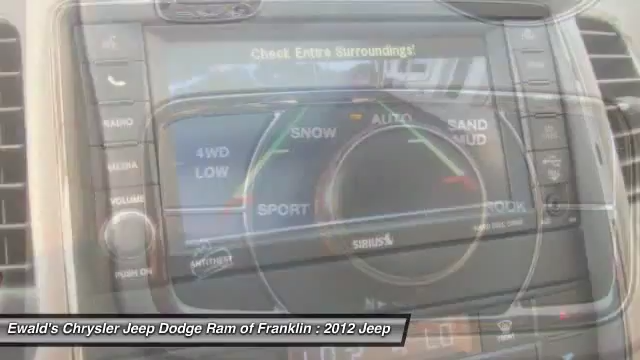 Check Entire Surroundings!
RADIO
MEDIA
VOLUME
PUSH ON
ANTITHEFT
4WD
LOW
SNOW
AUTO
SAND
MUD
SPORT
ROCK
SIRIUS
N
Ewald's Chrysler Jeep Dodge Ram of Franklin : 2012 Jeep